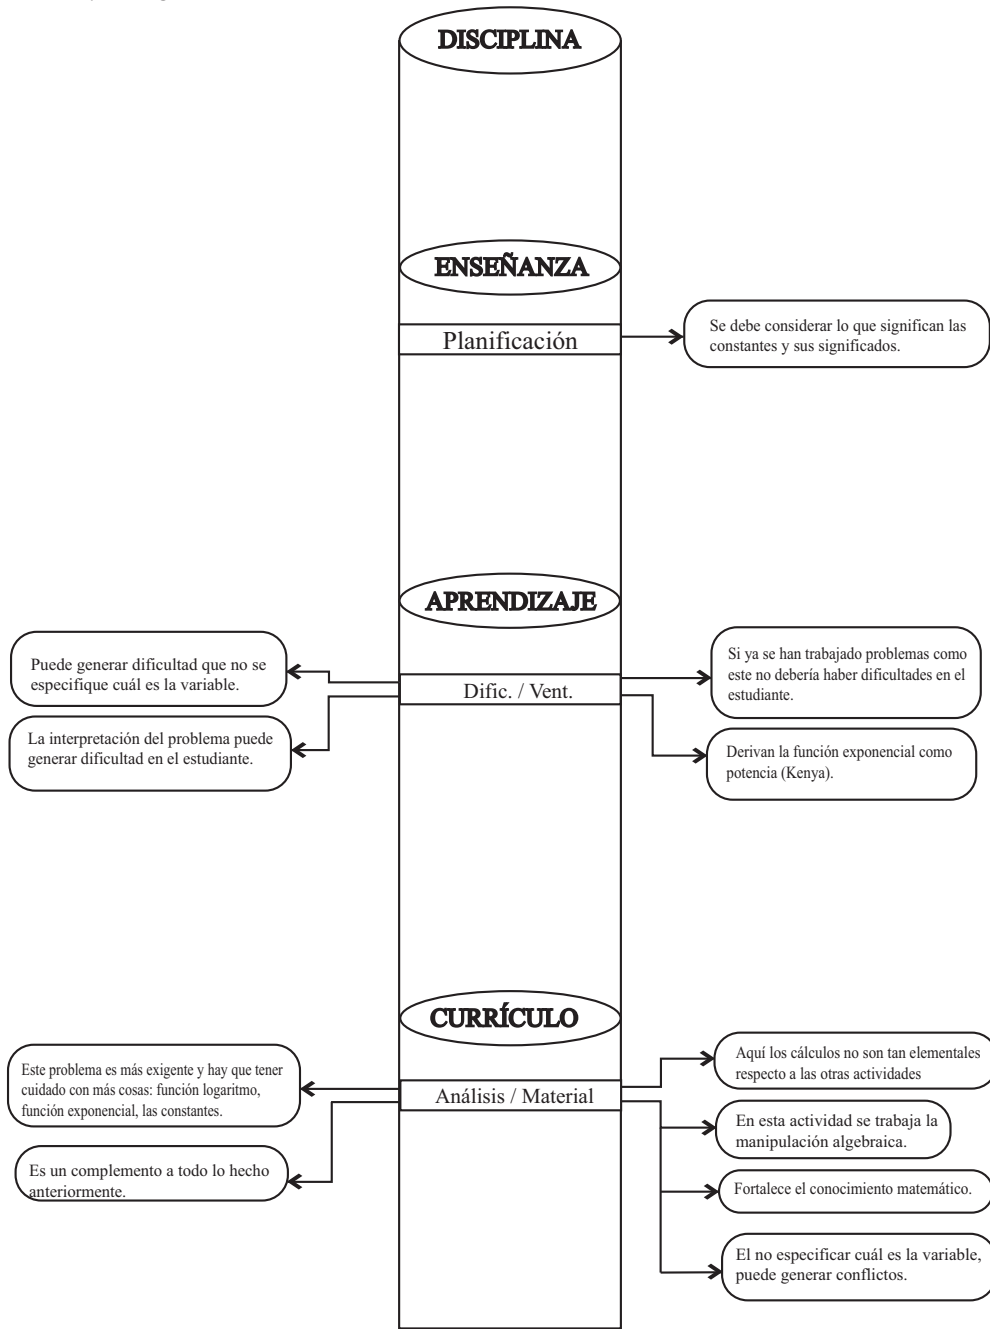 DISCIPLINA
ENSEÑANZA
Planificación
Se debe considerar lo que significan las
constantes y sus significados.
APRENDIZAJE
Puede generar dificultad que no se
especifique cuál es la variable.
La interpretación del problema puede
generar dificultad en el estudiante.
Dific. / Vent.
Si ya se han trabajado problemas como
este no debería haber dificultades en el
estudiante.
Derivan la función exponencial como
potencia (Kenya).
CURRÍCULO
Este problema es más exigente y hay que tener
cuidado con más cosas: función logaritmo,
función exponencial, las constantes.
Es un complemento a todo lo hecho
anteriormente.
Análisis / Material
Aquí los cálculos no son tan elementales
respecto a las otras actividades
En esta actividad se trabaja la
manipulación algebraica.
Fortalece el conocimiento matemático.
El no especificar cuál es la variable,
puede generar conflictos.